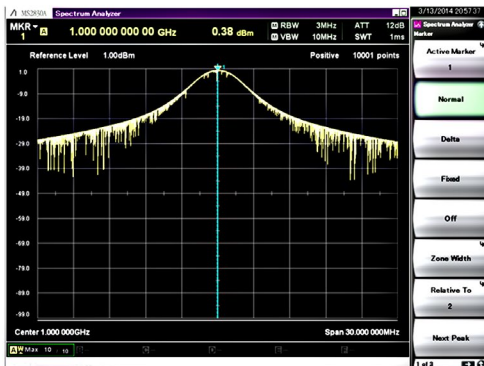 MS2830A Spectrum Analyzer
3/13/2014 20:57:37
MKR
1
A
1.000 000 000 00 GHz
0.38 dBm
RBW 3MHz
VBW 10MHz
ATT 12dB
SWT 1ms
Reference Level 1.00dBm
Positive 10001 points
1.0
-9.0
-19.0
-29.0
-39.0
-49.0
-59.0
-69.0
-79.0
-89.0
-99.0
Center 1.000 000GHz
Span 30.000 000MHz
A Max 10 : 10
Spectrum Analyzer
Marker
Active Marker
1
Normal
Delta
Fixed
Off
Zone Width
Relative To
2
Next Peak
1 of 3